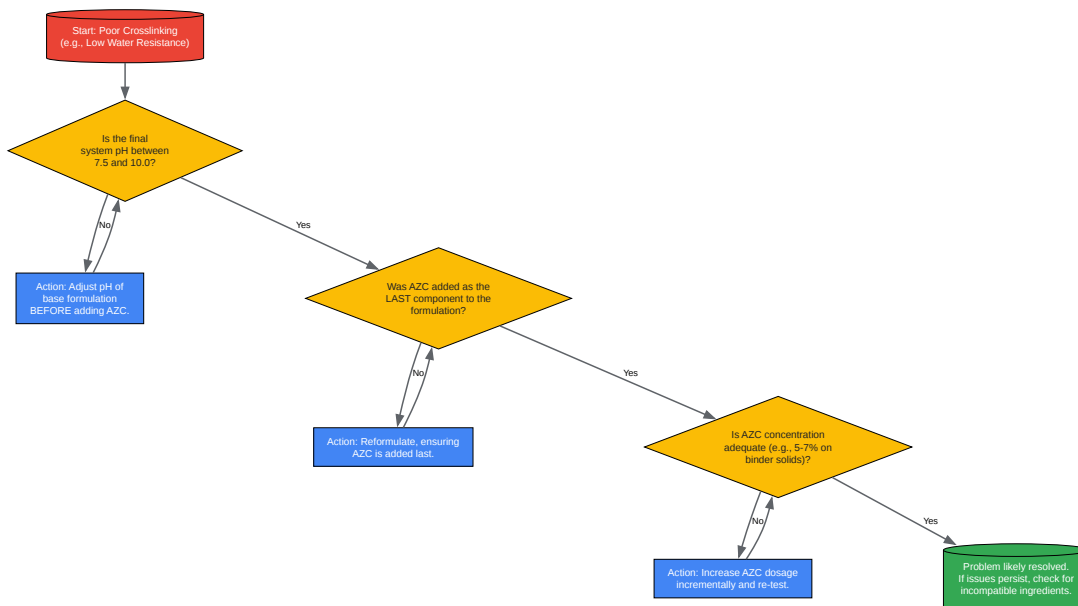 Start: Poor Crosslinking
(e.g., Low Water Resistance)
Is the final
system pH between
7.5 and 10.0?
No
Yes
Action: Adjust pH of
base formulation
BEFORE adding AZC.
Was AZC added as the
LAST component to the
formulation?
No
Yes
Action: Reformulate, ensuring
AZC is added last.
Is AZC concentration
adequate (e.g., 5-7% on
binder solids)?
No
Yes
Action: Increase AZC dosage
incrementally and re-test.
Problem likely resolved.
If issues persist, check for
incompatible ingredients.